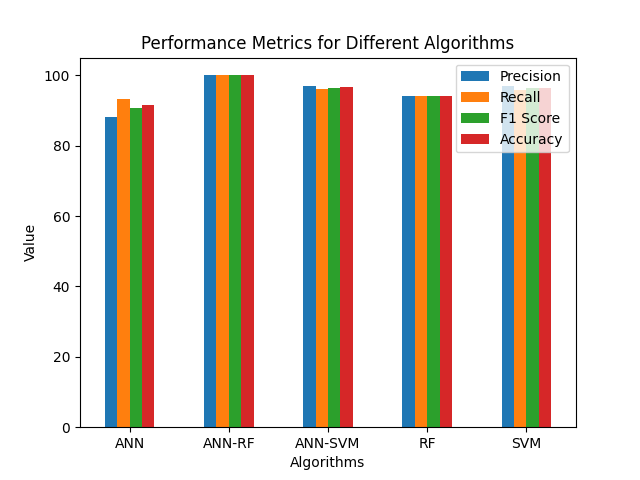 Performance Metrics for Different Algorithms
Precision
Recall
F1 Score
Accuracy
Value
100
80
60
40
20
0
ANN
ANN-RF
ANN-SVM
RF
SVM
Algorithms